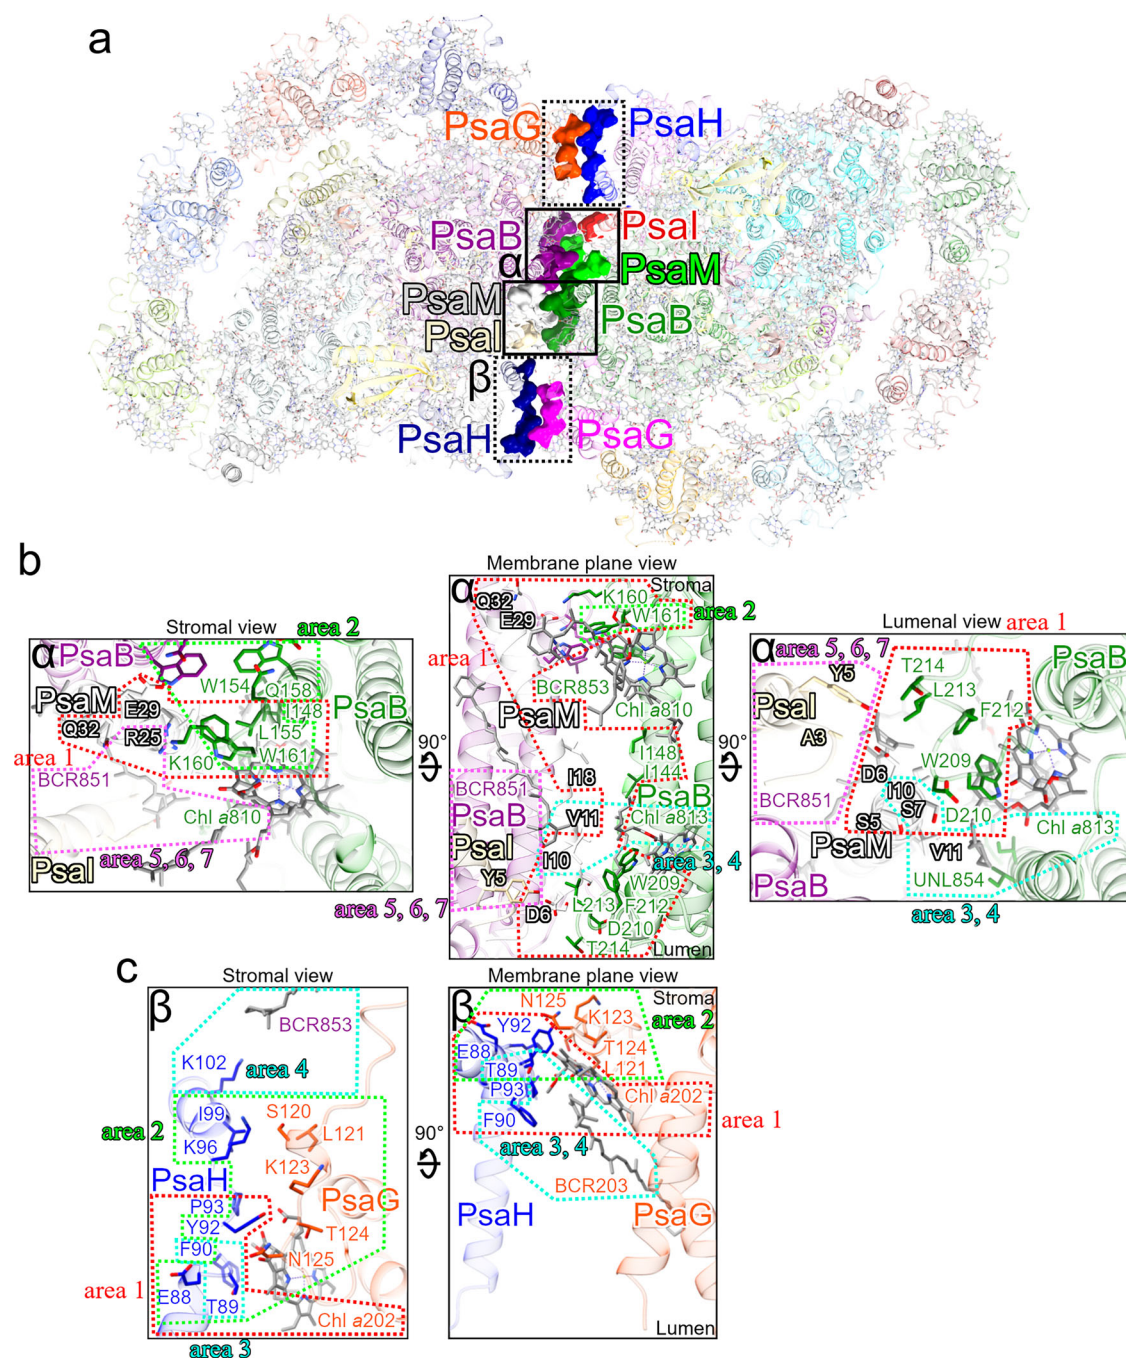 a
PsaG
PsaH
PsaB
PsaI
α
PsaM
PsaM
PsaI
PsaB
β
PsaH
PsaG
b
Stromal view
area 2
α
PsaB
W154
Q158
PsaM
I148
E29
L155
PsaB
Q32
R25
area 1
K160
W161
BCR851
Chl a810
PsaI
area 5, 6, 7
90°
Membrane plane view
α
Stroma
K160
Q32
W161
E29
area 2
area 1
BCR853
PsaM
Chl a810
I148
I144
I18
BCR851
PsaB
PsaB
V11
Chl a813
PsaI
I10
area 3, 4
Y5
W209
area 5, 6, 7
L213
F212
D6
D210
T214
Lumen
90°
Lumenal view
area 1
α
area 5, 6, 7
PsaB
Y5
T214
L213
PsaI
F212
A3
W209
D6
BCR851
I10
S7
D210
S5
Chl a813
PsaM
V11
PsaB
UNL854
area 3, 4
c
Stromal view
β
BCR853
K102
area 4
I99
S120
area 2
L121
K96
K123
PsaH
PsaG
P93
Y92
T124
F90
N125
area 1
E88
T89
Chl a202
area 3
90°
Membrane plane view
β
N125
Stroma
K123
area 2
Y92
E88
T124
T89
L121
P93
Chl a202
F90
area 1
area 3, 4
BCR203
PsaH
PsaG
Lumen